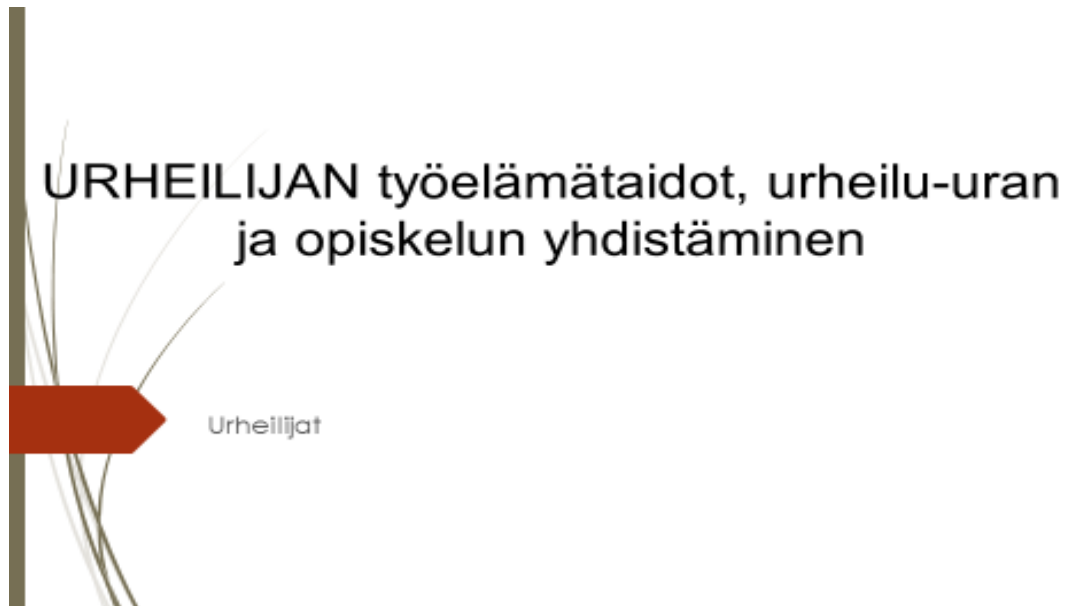 URHEILIJAN työelämätaidot, urheilu-uran
ja opiskelun yhdistäminen
Urheilijat